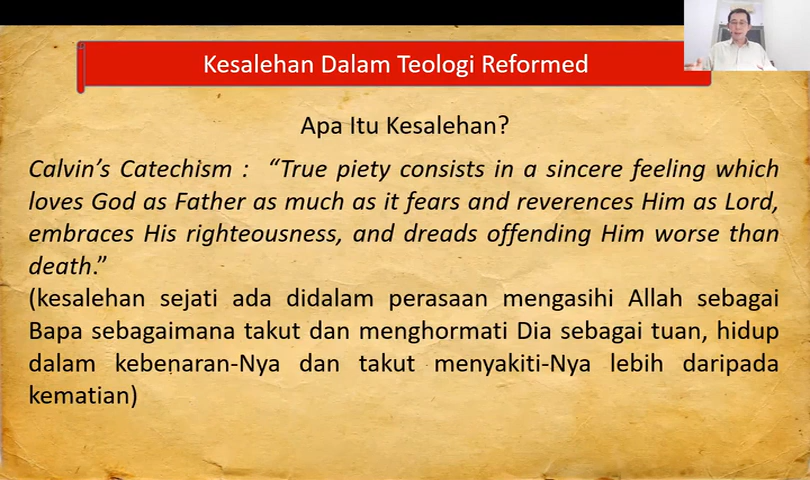 Kesalehan Dalam Teologi Reformed
Apa Itu Kesalehan?
Calvin's Catechism : "True piety consists in a sincere feeling which
loves God as Father as much as it fears and reverences Him as Lord,
embraces His righteousness, and dreads offending Him worse than
death."
(kesalehan sejati ada didalam perasaan mengasihi Allah sebagai
Bapa sebagaimana takut dan menghormati Dia sebagai tuan, hidup
dalam kebenaran-Nya dan takut menyakiti-Nya lebih daripada
kematian)